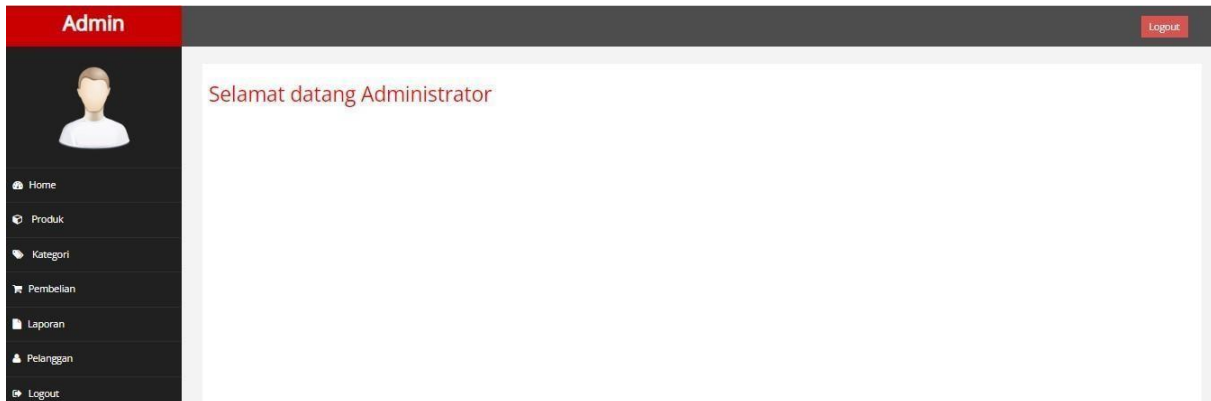 Admin
Logout
Selamat datang Administrator
Home
Produk
Kategori
Pembelian
Laporan
Pelanggan
Logout